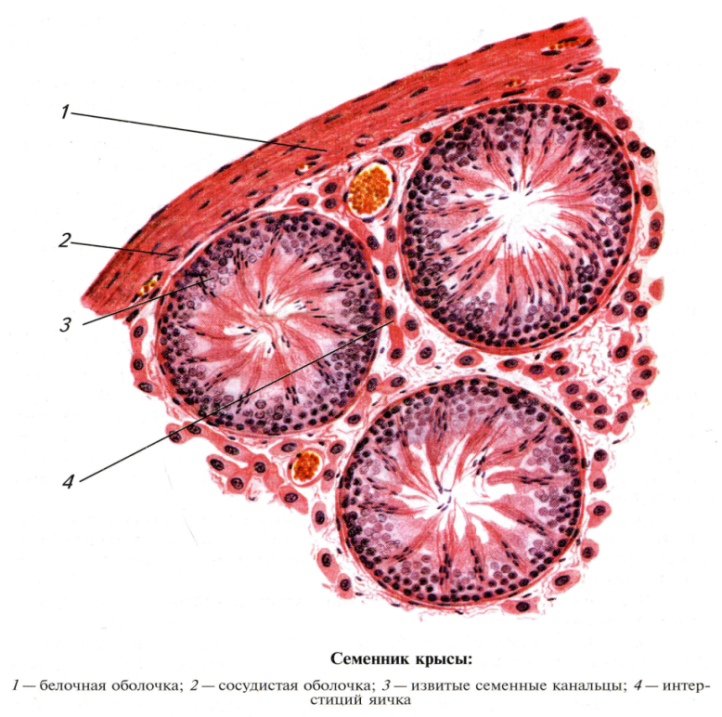 1
2
3
4
Семенник крысы:
1 — белочная оболочка; 2 — сосудистая оболочка; 3 — извитые семенные канальцы; 4 — интер-
стиций яичка